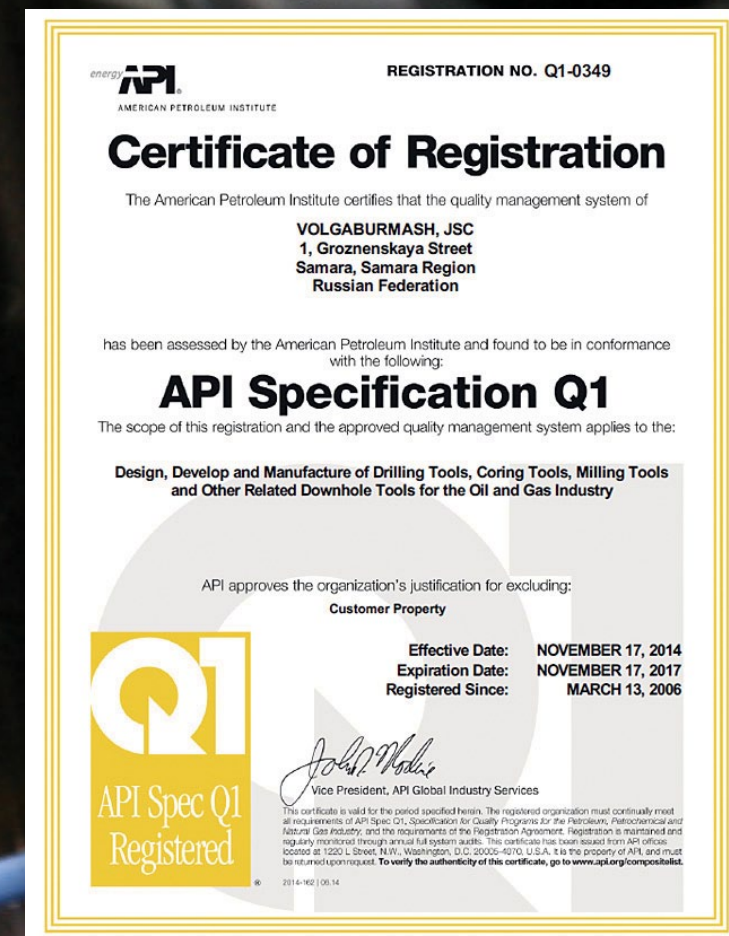 REGISTRATION NO. Q1-0349
energy API®
AMERICAN PETROLEUM INSTITUTE
Certificate of Registration
The American Petroleum Institute certifies that the quality management system of
VOLGABURMASH, JSC
1, Groznenskaya Street
Samara, Samara Region
Russian Federation
has been assessed by the American Petroleum Institute and found to be in conformance
with the following:
API Specification Q1
The scope of this registration and the approved quality management system applies to the:
Design, Develop and Manufacture of Drilling Tools, Coring Tools, Milling Tools
and Other Related Downhole Tools for the Oil and Gas Industry
API approves the organization's justification for excluding:
Customer Property
Effective Date: NOVEMBER 17, 2014
Expiration Date: NOVEMBER 17, 2017
Registered Since: MARCH 13, 2006
Q1
API Spec Q1
Registered
®
Vice President, API Global Industry Services
This certificate is valid for the period specified herein. The registered organization must continually meet
all requirements of API Spec Q1, Specification for Quality Programs for the Petroleum, Petrochemical and
Natural Gas Industry, and the requirements of the Registration Agreement. Registration is maintained and
regularly monitored through annual full system audits. This certificate has been issued from API offices
located at 1220 L Street, N.W., Washington, D.C. 20005-4070, U.S.A. It is the property of API, and must
be returned upon request. To verify the authenticity of this certificate, go to www.api.org/compositelist.
2014-162 | 06.14